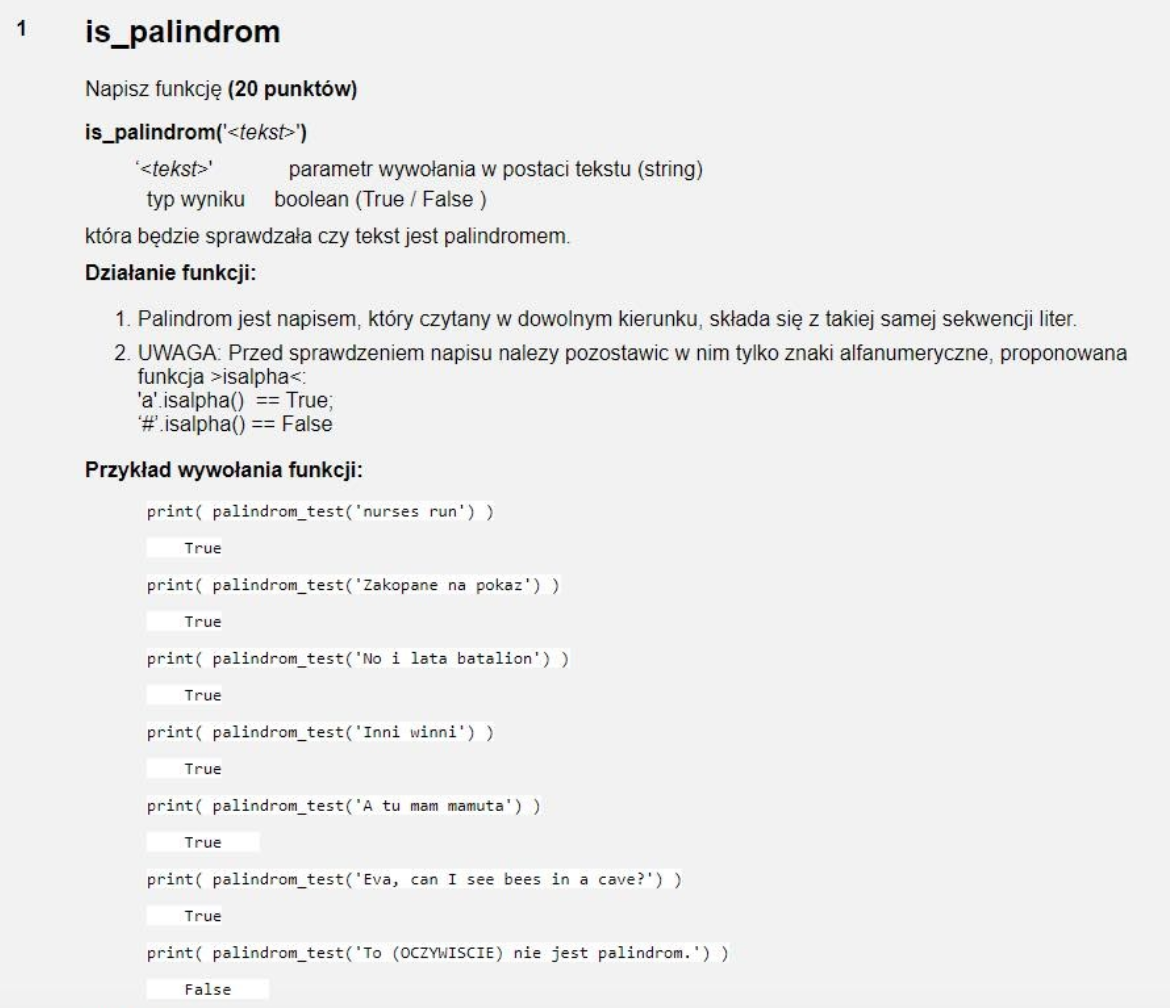 1 is_palindrom
Napisz funkcję (20 punktów)
is_palindrom('<tekst>')
‘<tekst>' parametr wywołania w postaci tekstu (string)
typ wyniku boolean (True / False )
która będzie sprawdzała czy tekst jest palindromem.
Działanie funkcji:
1. Palindrom jest napisem, który czytany w dowolnym kierunku, składa się z takiej samej sekwencji liter.
2. UWAGA: Przed sprawdzeniem napisu nalezy pozostawic w nim tylko znaki alfanumeryczne, proponowana
funkcja >isalpha<:
'a'.isalpha() == True;
‘#’.isalpha() == False
Przykład wywołania funkcji:
print( palindrom_test('nurses run') )
True
print( palindrom_test('Zakopane na pokaz') )
True
print( palindrom_test('No i lata batalion') )
True
print( palindrom_test('Inni winni') )
True
print( palindrom_test('A tu mam mamuta') )
True
print( palindrom_test('Eva, can I see bees in a cave?') )
True
print( palindrom_test('To (OCZYWISCIE) nie jest palindrom.') )
False